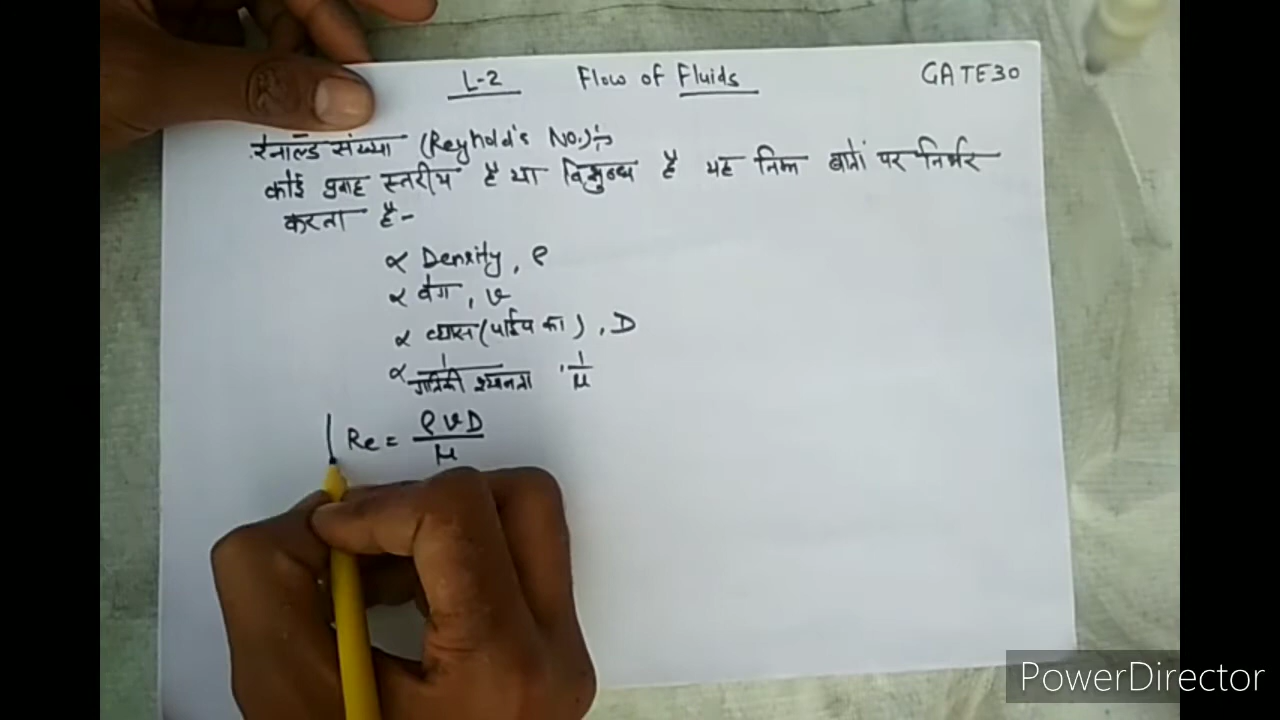 L-2 Flow of Fluids GATE30
रेनाल्ड संख्या (Reynold's No.):-
कोई प्रवाह स्तरीय है या विक्षुब्ध है यह निम्न बातों पर निर्भर
करता है-
∝ Density, ρ
∝ वेग, v
∝ व्यास (पाईप का), D
∝ 1/गतिकी श्यानता, 1/μ
Re = ρvD/μ
PowerDirector